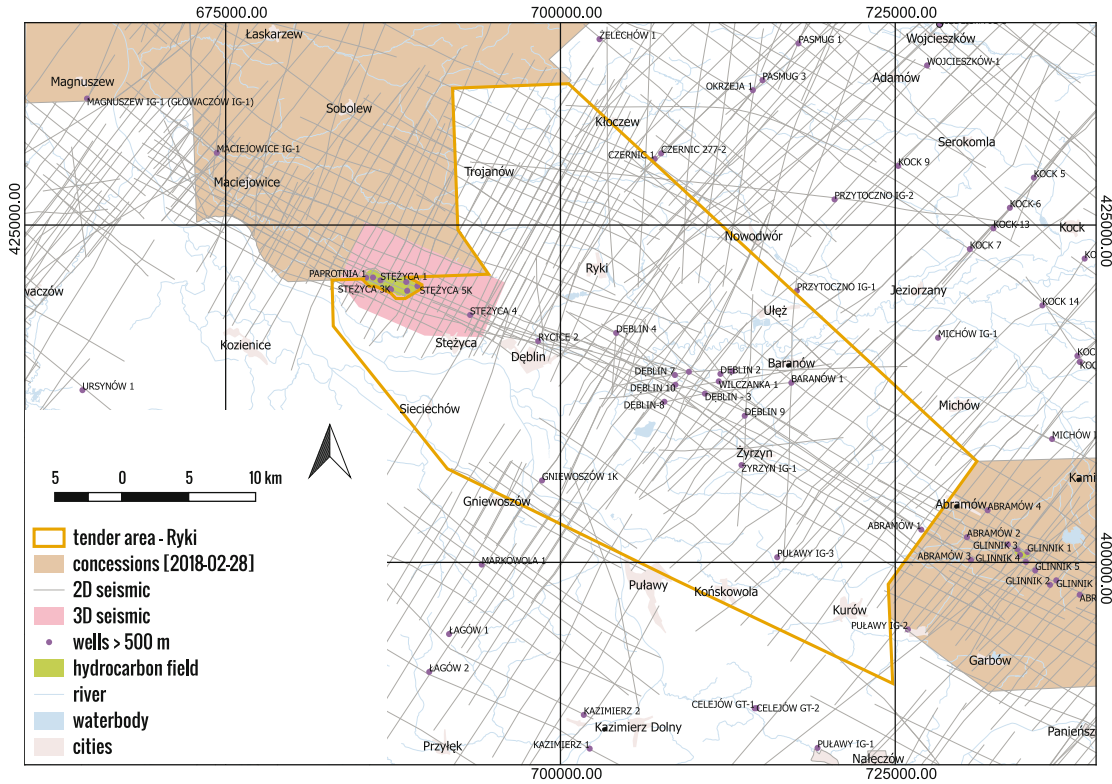 6750000.00
700000.00
725000.00
Łaskarzew
ŻELECHÓW 1
PASMUG 1
Wojcieszków
WOJCIESZKÓW-1
Magnuszew
PASMUG 3
Adamów
OKRZEJA 1
MAGNUSZEW IG-1 (GŁOWACZÓW IG-1)
Sobolew
Kłoczew
Serokomla
MACIEJOWICE IG-1
CZERNIC 1
CZERNIC 277-2
KOCK 9
Trojanów
Maciejowice
KOCK 5
PRZYTOCZNO IG-2
KOCK-6
425000.00
KOCK-13
Kock
425000.00
Nowodwór
KOCK 7
KO
Ryki
PAPROTNIA 1
STĘŻYCA 1
waczów
STĘŻYCA 3K
STĘŻYCA 5K
PRZYTOCZNO IG-1
Jeziorzany
KOCK 14
STĘŻYCA 4
Ułęż
Kozienice
Stężyca
RYCICE 2
DĘBLIN 4
MICHÓW IG-1
Dęblin
KOC
KOC
Baranów
URSYNÓW 1
DĘBLIN 7
DĘBLIN 2
DĘBLIN 10
WILCZANKA 1
BARANÓW 1
DĘBLIN - 3
DĘBLIN-8
Sieciechów
DĘBLIN 9
Michów
MICHÓW I
Żyrzyn
ŻYRZYN IG-1
5
0
5
10 km
GNIEWOSZÓW 1K
Kami
Gniewoszów
Abramów
ABRAMÓW 4
ABRAMÓW 1
ABRAMÓW 2
tender area - Ryki
GLINNIK 3
GLINNIK 1
PUŁAWY IG-3
ABRAMÓW 3
GLINNIK 4
400000.00
concessions [2018-02-28]
MARKOWOLA 1
GLINNIK 5
Puławy
Końskowola
GLINNIK 2
GLINNIK
2D seismic
ABR
3D seismic
Kurów
PUŁAWY IG-2
wells > 500 m
ŁAGÓW 1
hydrocarbon field
ŁAGÓW 2
Garbów
river
waterbody
KAZIMIERZ 2
CELEJÓW GT-1
CELEJÓW GT-2
Kazimierz Dolny
Panieńsz
cities
Przyłęk
KAZIMIERZ 1
PUŁAWY IG-1
Nałęczów
700000.00
725000.00